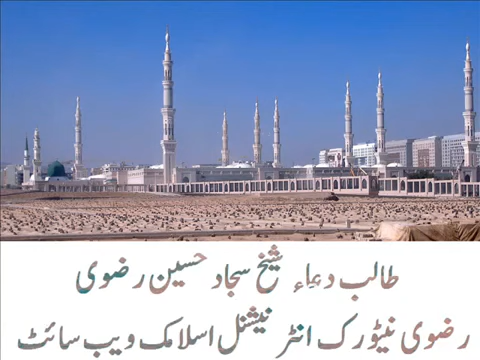 طالب دعاء شیخ سجاد حسین رضوی
رضوی نیٹورک انٹرنیشنل اسلامک ویب سائٹ